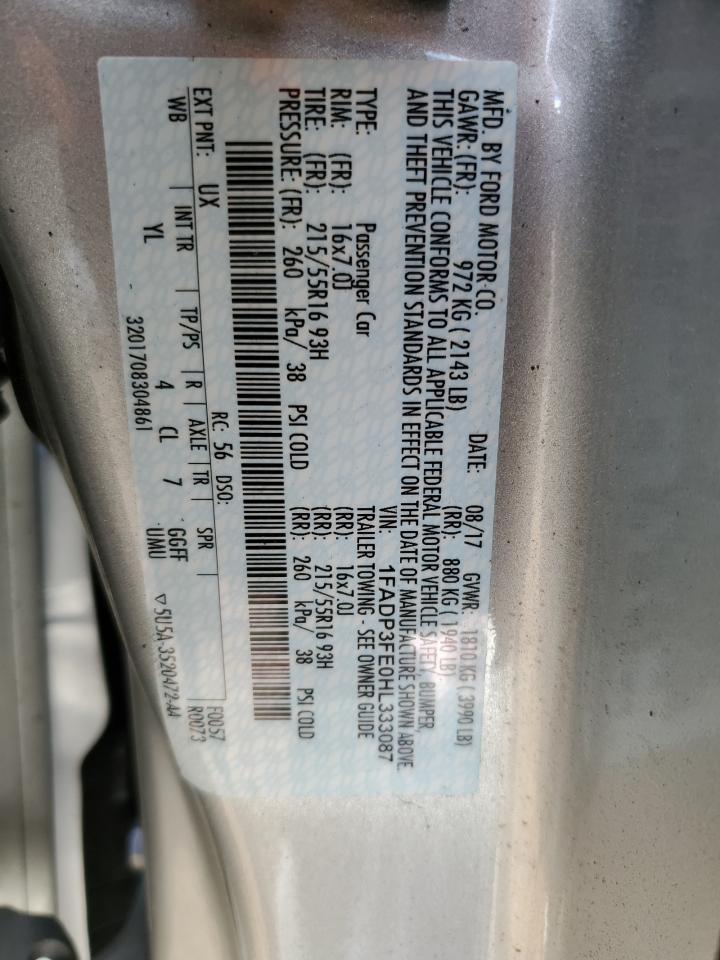 MFD. BY FORD MOTOR CO.
DATE: 08/17 GVWR: 1810 KG ( 3990 LB)
GAWR: (FR): 972 KG ( 2143 LB) (RR): 880 KG ( 1940 LB)
THIS VEHICLE CONFORMS TO ALL APPLICABLE FEDERAL MOTOR VEHICLE SAFETY, BUMPER,
AND THEFT PREVENTION STANDARDS IN EFFECT ON THE DATE OF MANUFACTURE SHOWN ABOVE.
VIN: 1FADP3FE0HL333087
TYPE: Passenger Car TRAILER TOWING - SEE OWNER GUIDE
RIM: (FR): 16x7.0J (RR): 16x7.0J
TIRE: (FR): 215/55R16 93H (RR): 215/55R16 93H
PRESSURE: (FR): 260 kPa/ 38 PSI COLD (RR): 260 kPa/ 38 PSI COLD
EXT PNT: UX RC: 56 DSO: F0057
WB | INT TR | TP/PS | R | AXLE | TR | SPR | R0073
YL 4 CL 7 GGFF
UMU
3201708304861 ▽ 5U5A-3520472-AA